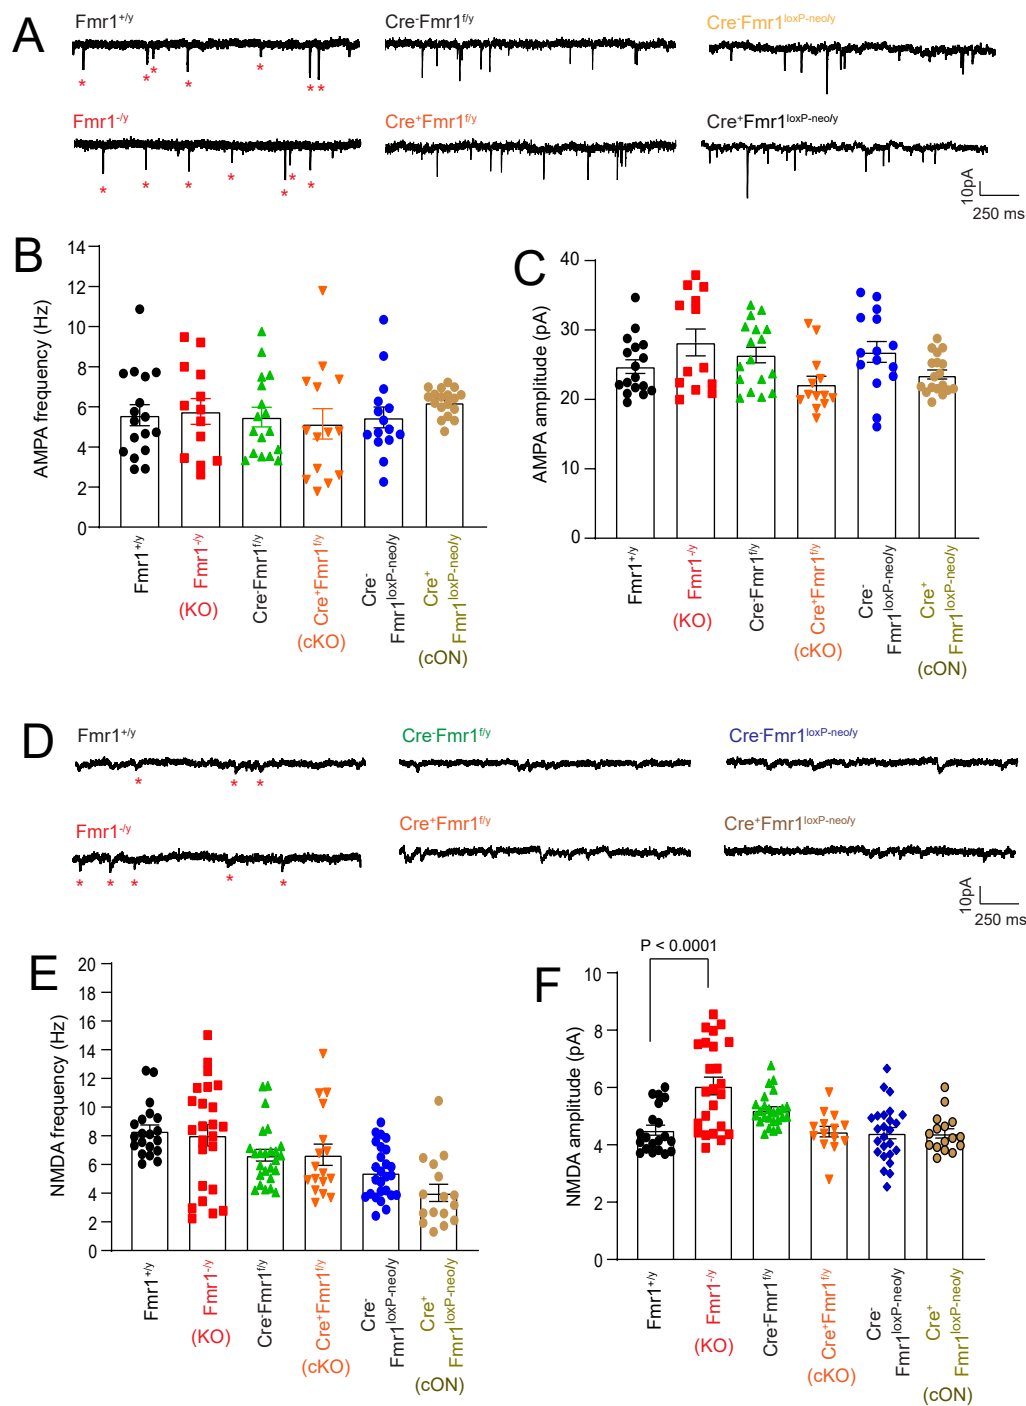 A
Fmr1+/y
Cre-Fmr1f/y
Cre-Fmr1loxP-neo/y
* * * * * * *
Fmr1-/y
Cre+Fmr1f/y
Cre+Fmr1loxP-neo/y
* * * * * * *
10pA
250 ms
B
AMPA frequency (Hz)
14
12
10
8
6
4
2
0
Fmr1+/y
Fmr1-/y
(KO)
Cre-Fmr1f/y
Cre+Fmr1f/y
(cKO)
Cre-
Fmr1loxP-neo/y
Cre+
Fmr1loxP-neo/y
(cON)
C
AMPA amplitude (pA)
40
30
20
10
0
Fmr1+/y
Fmr1-/y
(KO)
Cre-Fmr1f/y
Cre+Fmr1f/y
(cKO)
Cre-
Fmr1loxP-neo/y
Cre+
Fmr1loxP-neo/y
(cON)
D
Fmr1+/y
Cre-Fmr1f/y
Cre-Fmr1loxP-neo/y
* * *
Fmr1-/y
Cre+Fmr1f/y
Cre+Fmr1loxP-neo/y
* * * * *
10pA
250 ms
E
NMDA frequency (Hz)
20
18
16
14
12
10
8
6
4
2
0
Fmr1+/y
Fmr1-/y
(KO)
Cre-Fmr1f/y
Cre+Fmr1f/y
(cKO)
Cre-
Fmr1loxP-neo/y
Cre+
Fmr1loxP-neo/y
(cON)
F
P < 0.0001
NMDA amplitude (pA)
10
8
6
4
2
0
Fmr1+/y
Fmr1-/y
(KO)
Cre-Fmr1f/y
Cre+Fmr1f/y
(cKO)
Cre-
Fmr1loxP-neo/y
Cre+
Fmr1loxP-neo/y
(cON)